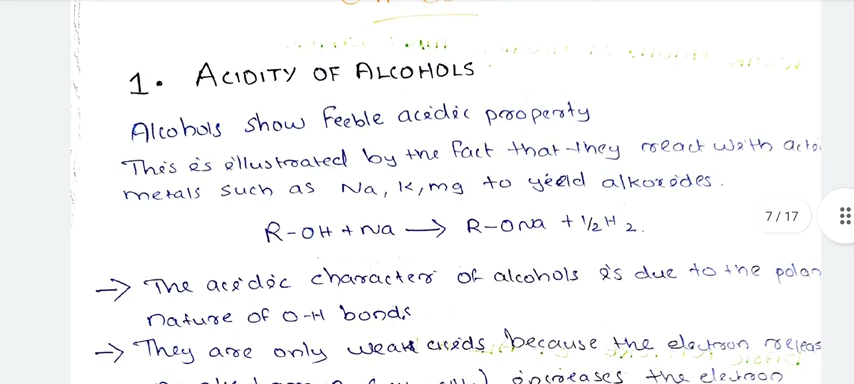 1. ACIDITY OF ALCOHOLS
Alcohols show feeble acidic property
This is illustrated by the fact that they react with
metals such as Na, K, mg to yeild alkoxides.
R-OH + Na → R-ONa + ½ H2.
7 / 17
→ The acidic character of alcohols is due to the polar
nature of O-H bonds
→ They are only weak acids, because the electron releas
increases the electron